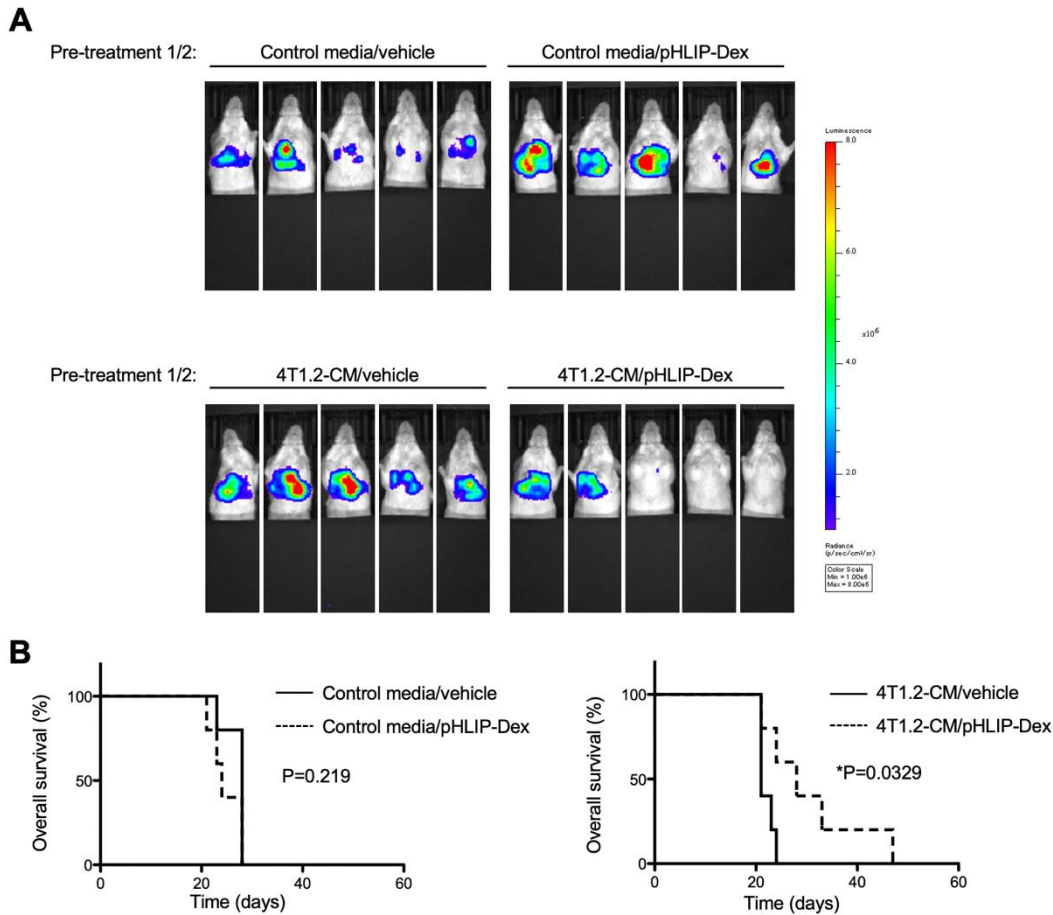 A
Pre-treatment 1/2: Control media/vehicle Control media/pHLIP-Dex
Luminescence
8.0
6.0
x10⁶
4.0
2.0
Radiance
(p/sec/cm²/sr)
Color Scale
Min = 1.00e6
Max = 8.00e6
Pre-treatment 1/2: 4T1.2-CM/vehicle 4T1.2-CM/pHLIP-Dex
B
Overall survival (%)
100
50
0
0 20 40 60
Time (days)
Control media/vehicle
Control media/pHLIP-Dex
P=0.219
Overall survival (%)
100
50
0
0 20 40 60
Time (days)
4T1.2-CM/vehicle
4T1.2-CM/pHLIP-Dex
*P=0.0329